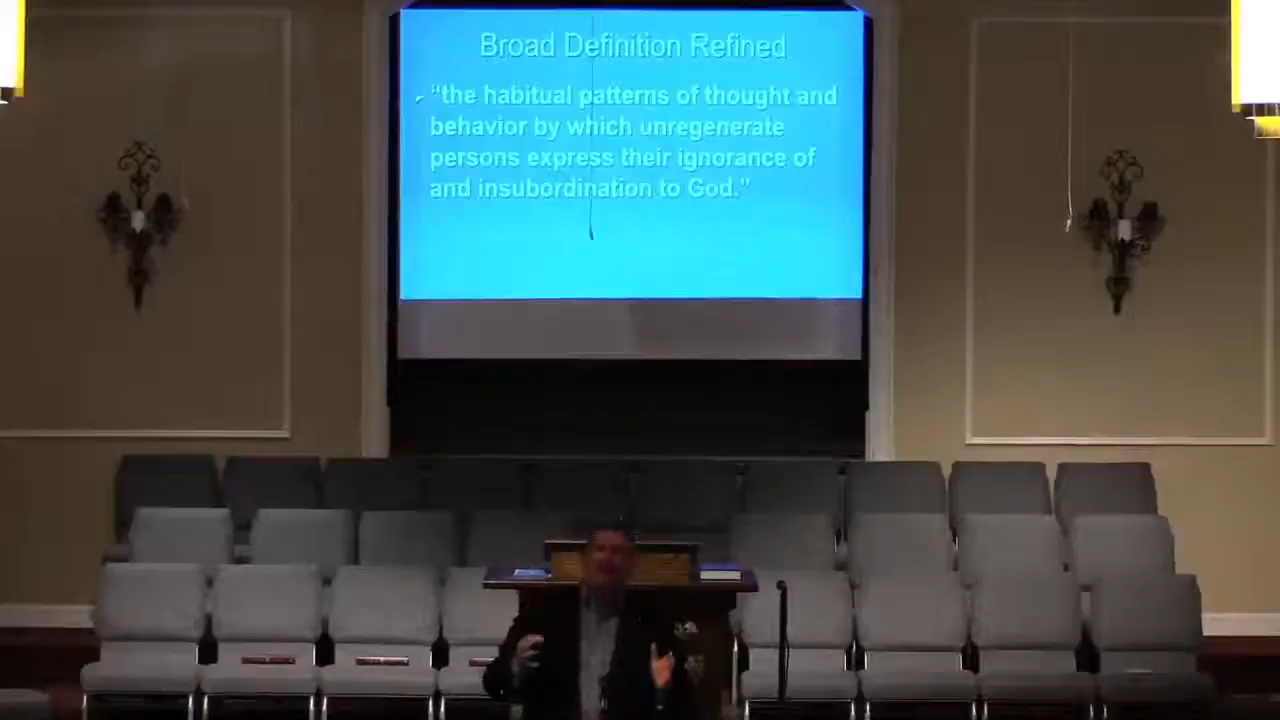 Broad Definition Refined
“the habitual patterns of thought and
behavior by which unregenerate
persons express their ignorance of
and insubordination to God.”